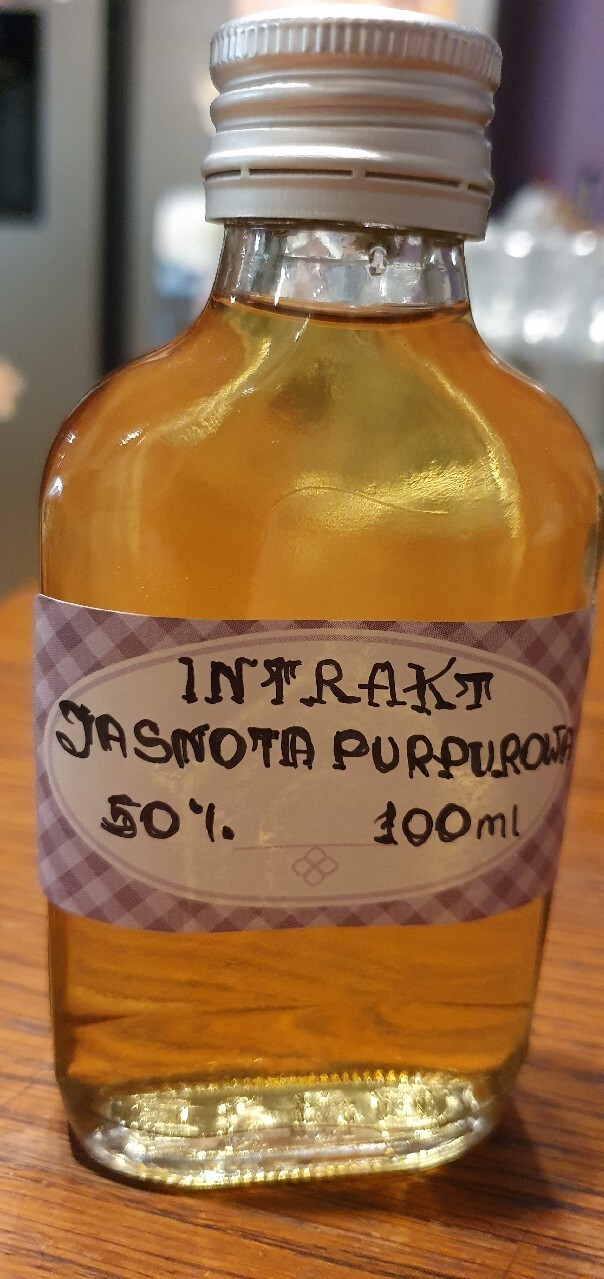 INTRAKT
JASNOTA PURPUROWA
50% 100ml